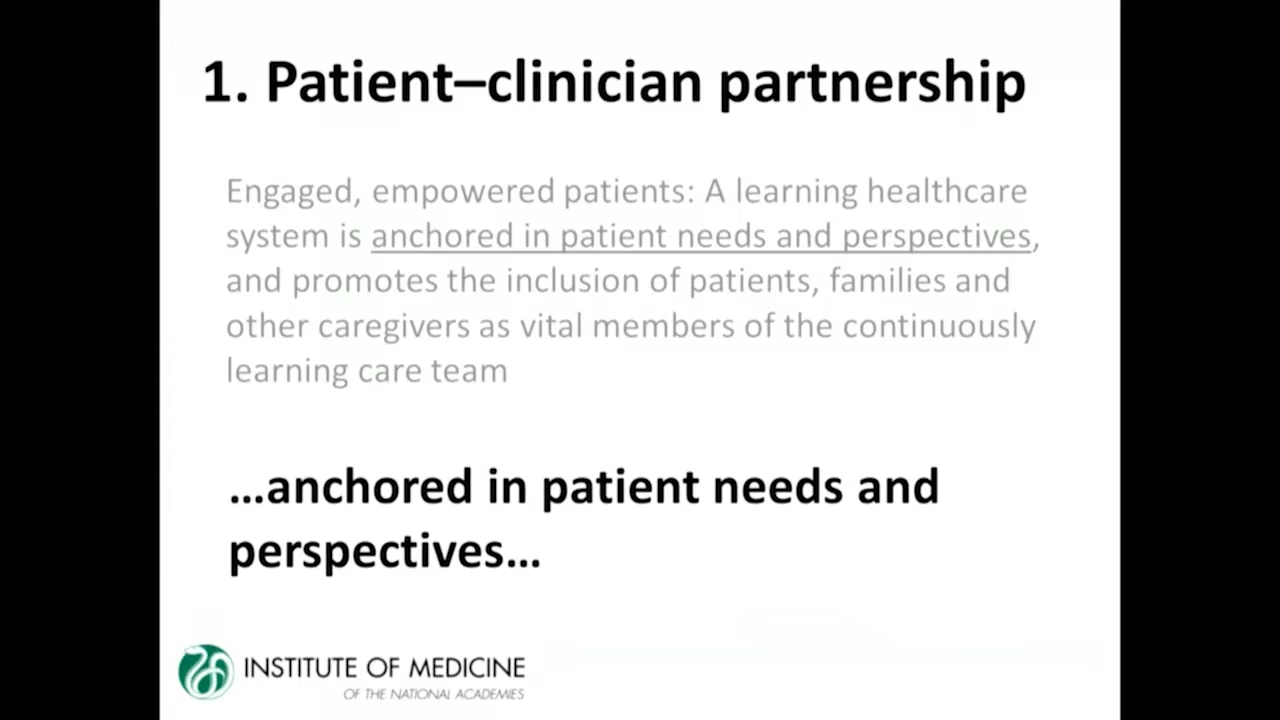 1. Patient–clinician partnership
Engaged, empowered patients: A learning healthcare
system is anchored in patient needs and perspectives,
and promotes the inclusion of patients, families and
other caregivers as vital members of the continuously
learning care team
…anchored in patient needs and
perspectives…
INSTITUTE OF MEDICINE
OF THE NATIONAL ACADEMIES